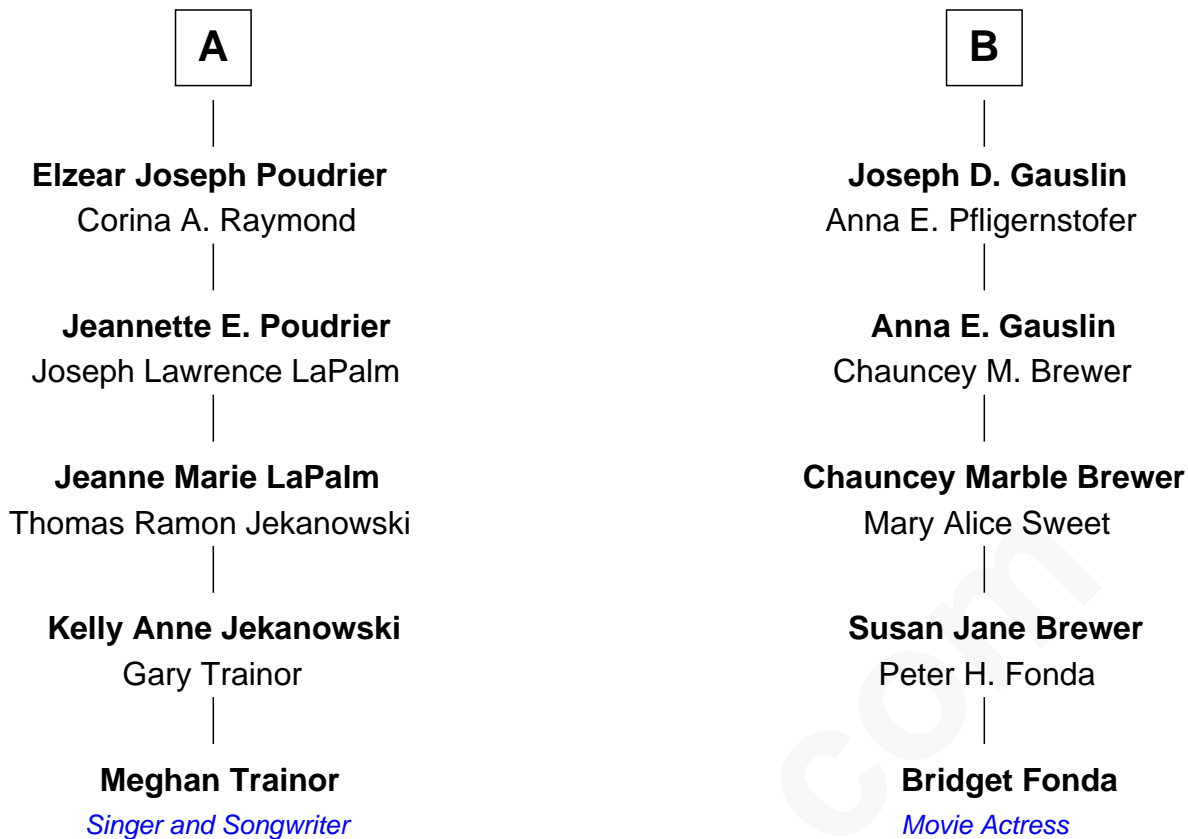 A
Elzear Joseph Poudrier
Corina A. Raymond
Jeannette E. Poudrier
Joseph Lawrence LaPalm
Jeanne Marie LaPalm
Thomas Ramon Jekanowski
Kelly Anne Jekanowski
Gary Trainor
Meghan Trainor
Singer and Songwriter
B
Joseph D. Gauslin
Anna E. Pfligernstofer
Anna E. Gauslin
Chauncey M. Brewer
Chauncey Marble Brewer
Mary Alice Sweet
Susan Jane Brewer
Peter H. Fonda
Bridget Fonda
Movie Actress
com